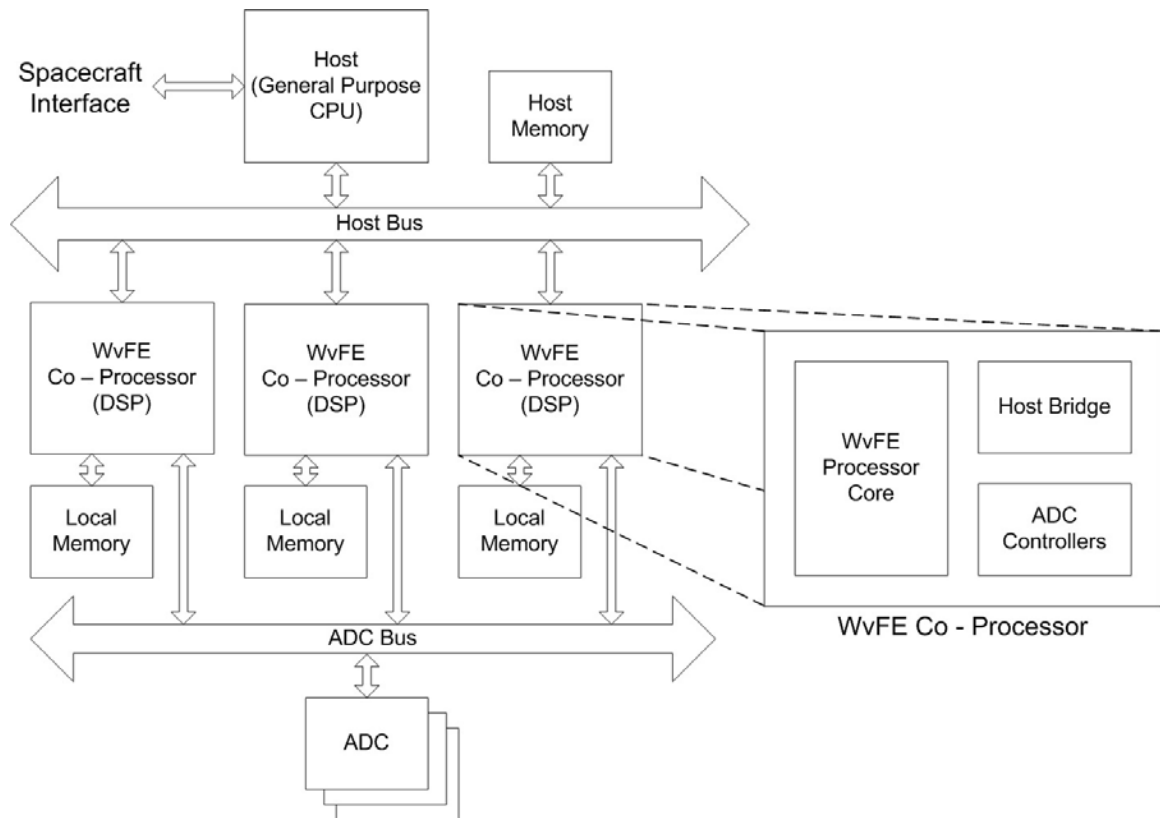 Spacecraft
Interface
Host
(General Purpose
CPU)
Host
Memory
Host Bus
WvFE
Co – Processor
(DSP)
WvFE
Co – Processor
(DSP)
WvFE
Co – Processor
(DSP)
WvFE
Processor
Core
Host Bridge
ADC
Controllers
WvFE Co - Processor
Local
Memory
Local
Memory
Local
Memory
ADC Bus
ADC